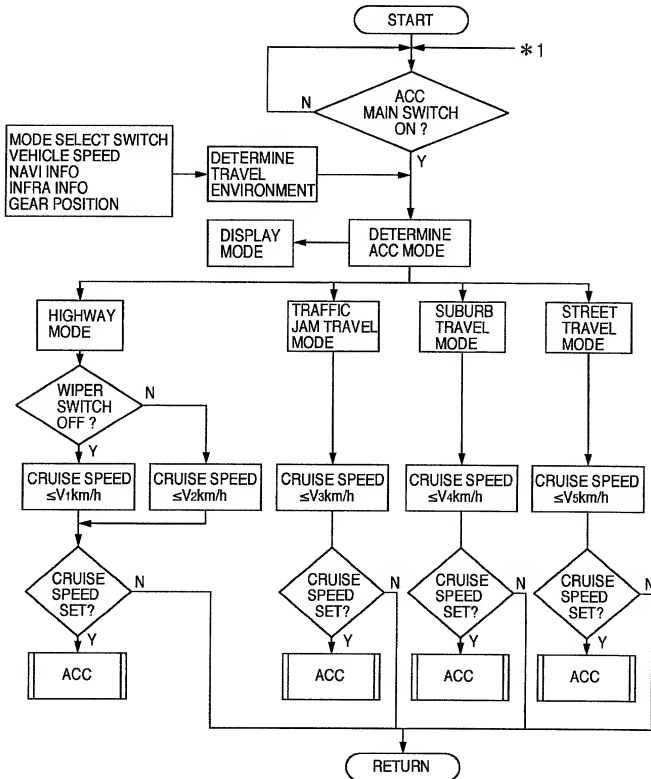 START
*1
N
ACC
MAIN SWITCH
ON ?
Y
MODE SELECT SWITCH
VEHICLE SPEED
NAVI INFO
INFRA INFO
GEAR POSITION
DETERMINE
TRAVEL
ENVIRONMENT
DISPLAY
MODE
DETERMINE
ACC MODE
HIGHWAY
MODE
TRAFFIC
JAM TRAVEL
MODE
SUBURB
TRAVEL
MODE
STREET
TRAVEL
MODE
WIPER
SWITCH
OFF ?
N
Y
CRUISE SPEED
≤V1km/h
CRUISE SPEED
≤V2km/h
CRUISE SPEED
≤V3km/h
CRUISE SPEED
≤V4km/h
CRUISE SPEED
≤V5km/h
CRUISE
SPEED
SET?
N
Y
CRUISE
SPEED
SET?
N
Y
CRUISE
SPEED
SET?
N
Y
CRUISE
SPEED
SET?
N
Y
ACC
ACC
ACC
ACC
RETURN